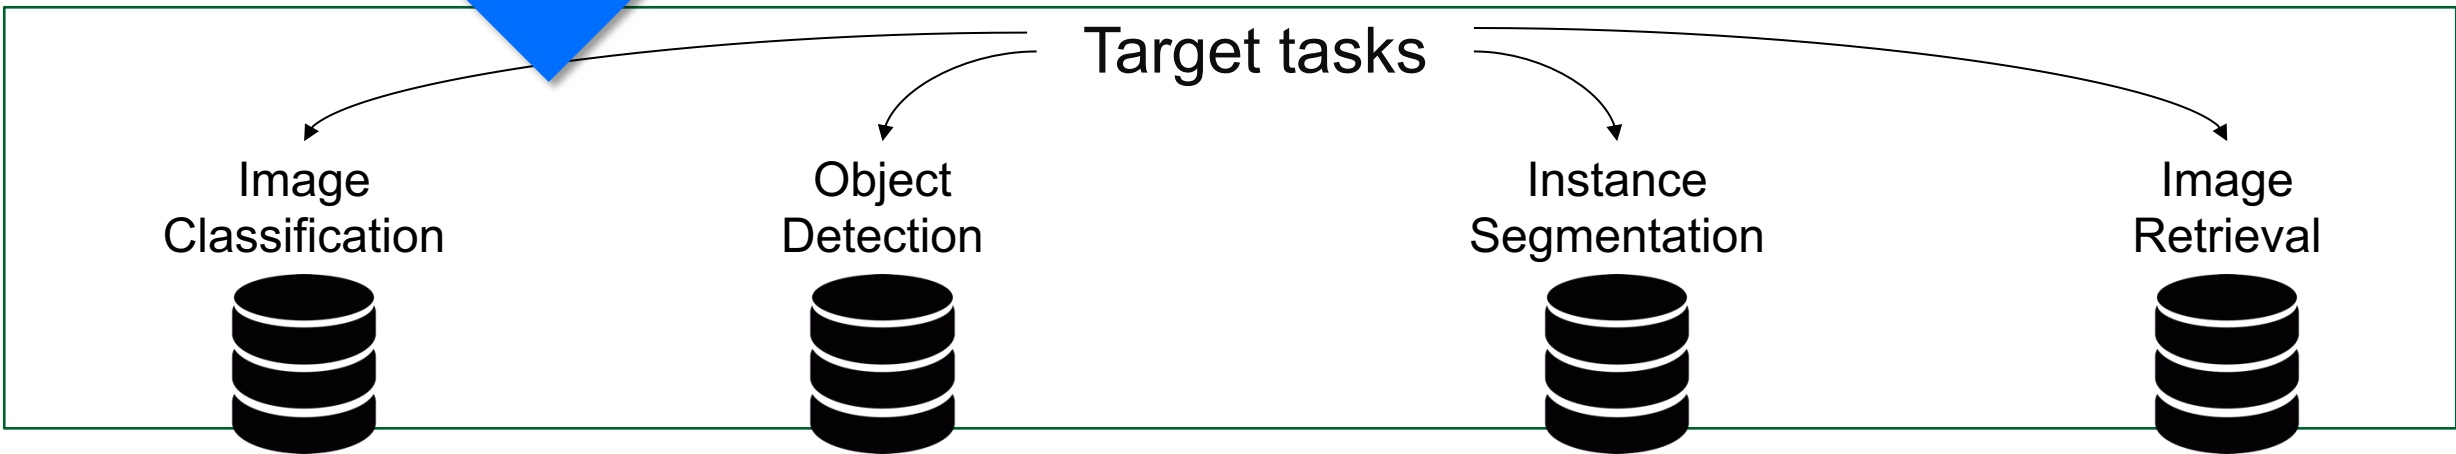 Target tasks
Image
Classification
Object
Detection
Instance
Segmentation
Image
Retrieval